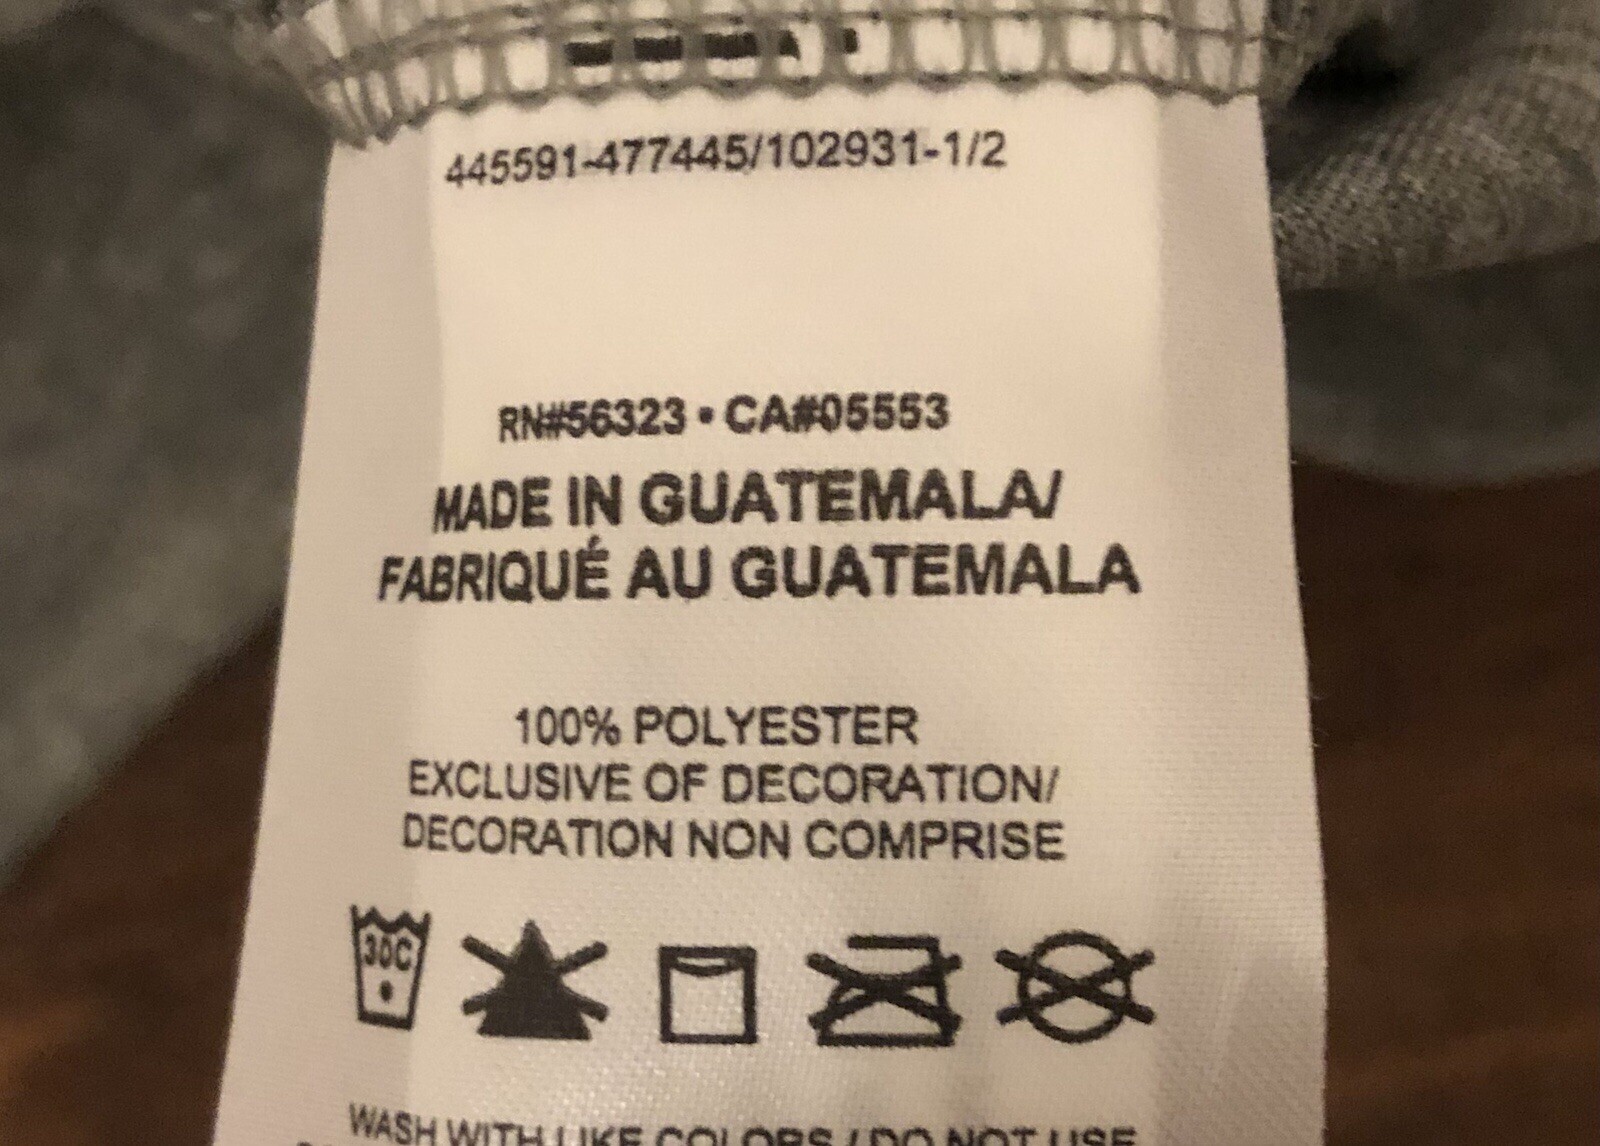 445591-477445/102931-1/2
RN#56323 • CA#05553
MADE IN GUATEMALA/
FABRIQUÉ AU GUATEMALA
100% POLYESTER
EXCLUSIVE OF DECORATION/
DECORATION NON COMPRISE
30C
WASH WITH LIKE COLORS / DO NOT USE